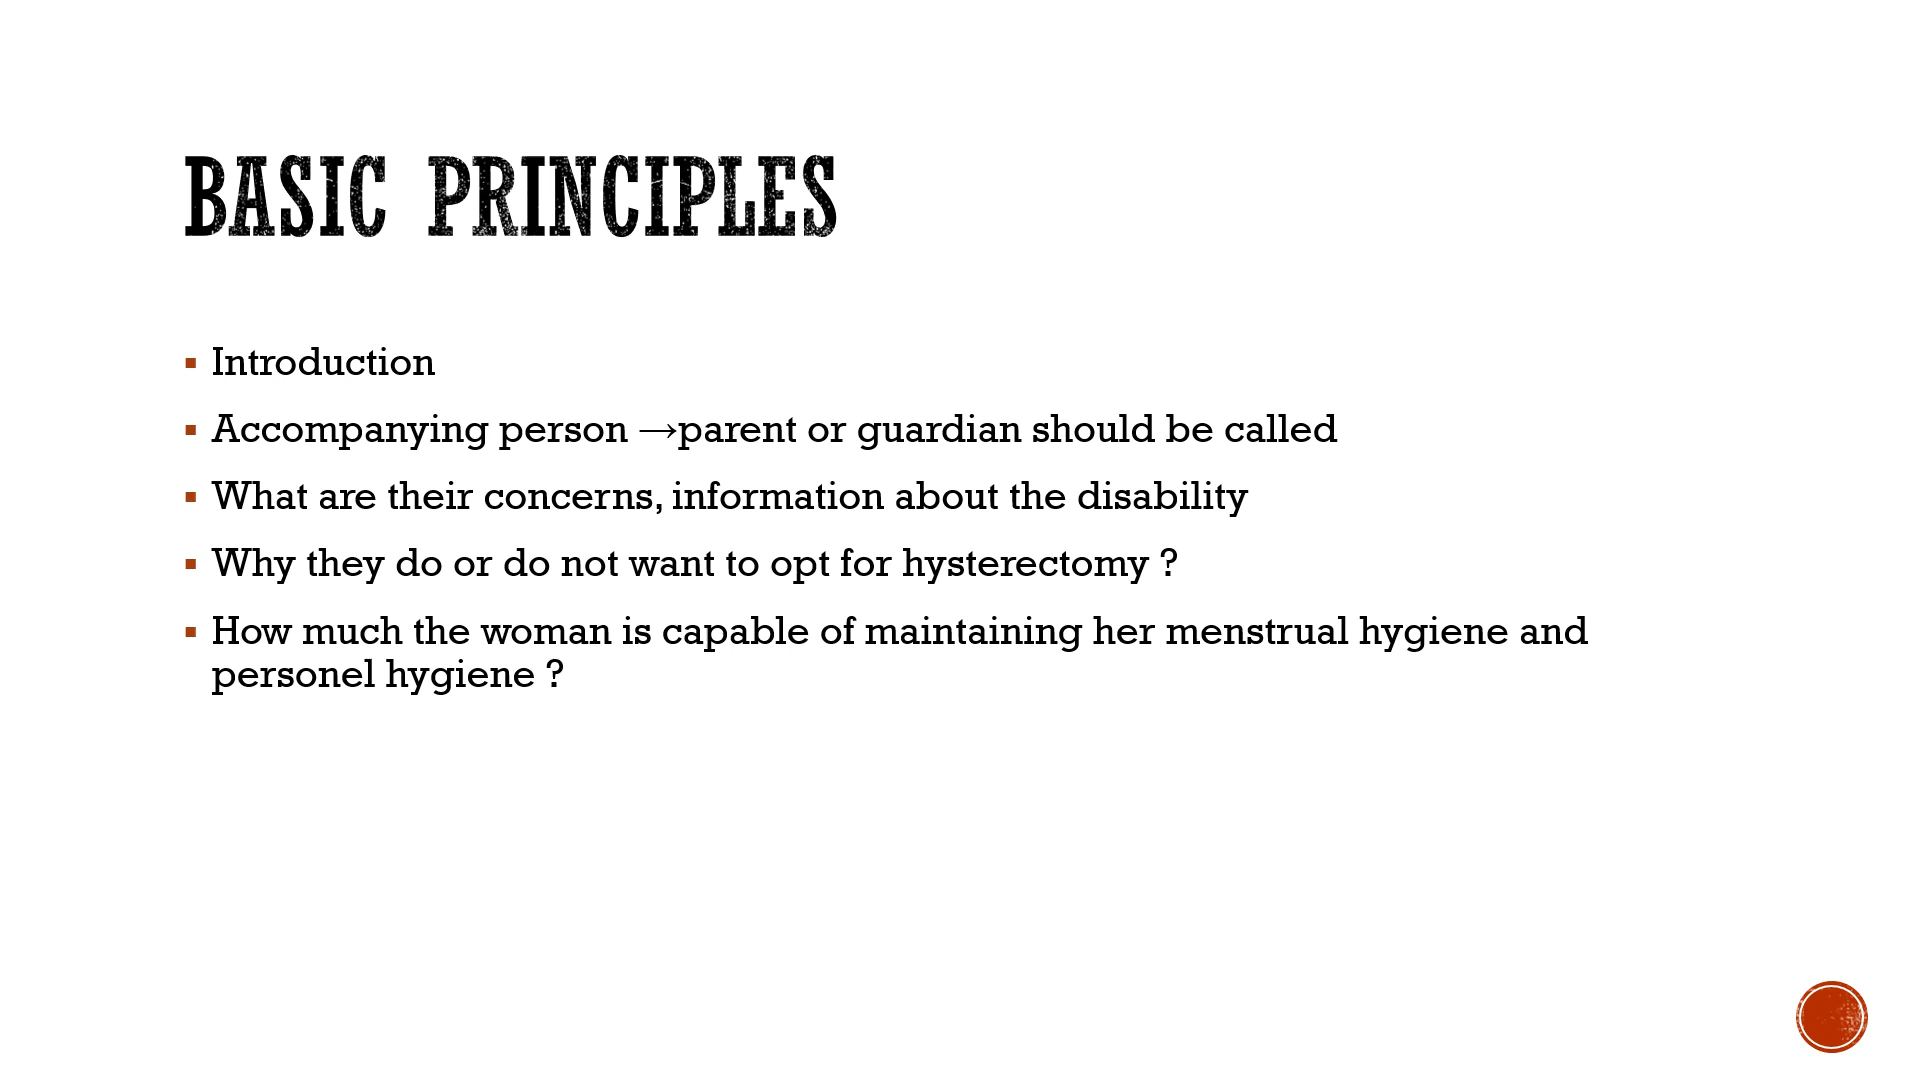 BASIC PRINCIPLES
▪ Introduction
▪ Accompanying person →parent or guardian should be called
▪ What are their concerns, information about the disability
▪ Why they do or do not want to opt for hysterectomy ?
▪ How much the woman is capable of maintaining her menstrual hygiene and
personel hygiene ?